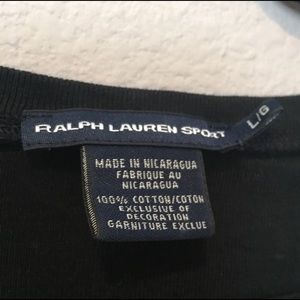 RALPH LAUREN SPORT
L/G
MADE IN NICARAGUA
FABRIQUE AU
NICARAGUA
100% COTTON/COTON
EXCLUSIVE OF
DECORATION
GARNITURE EXCLUE